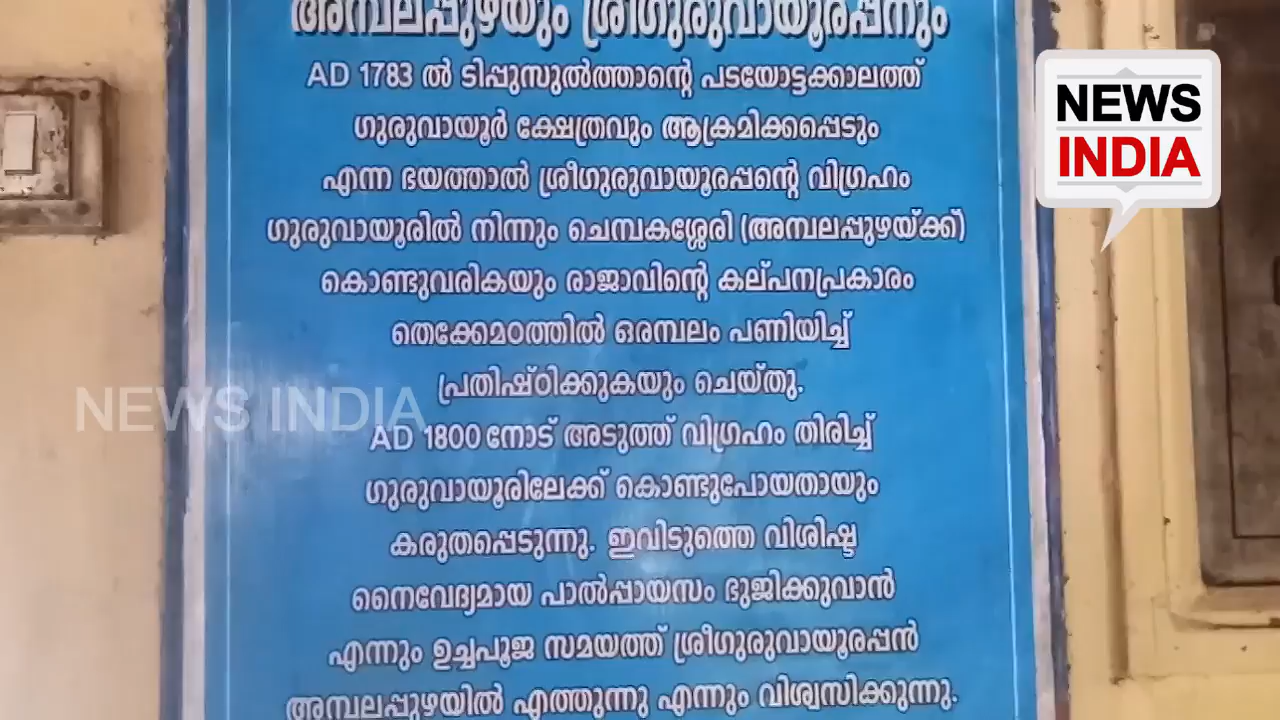 അമ്പലപ്പുഴയും ശ്രീഗുരുവായൂരപ്പനും
AD 1783 ൽ ടിപ്പുസുൽത്താന്റെ പടയോട്ടക്കാലത്ത്
ഗുരുവായൂർ ക്ഷേത്രവും ആക്രമിക്കപ്പെടും
എന്ന ഭയത്താൽ ശ്രീഗുരുവായൂരപ്പന്റെ വിഗ്രഹം
ഗുരുവായൂരിൽ നിന്നും ചെമ്പകശ്ശേരി (അമ്പലപ്പുഴയ്ക്ക്)
കൊണ്ടുവരികയും രാജാവിന്റെ കല്പനപ്രകാരം
തെക്കേമഠത്തിൽ ഒരമ്പലം പണിയിച്ച്
പ്രതിഷ്ഠിക്കുകയും ചെയ്തു.
AD 1800 നോട് അടുത്ത് വിഗ്രഹം തിരിച്ച്
ഗുരുവായൂരിലേക്ക് കൊണ്ടുപോയതായും
കരുതപ്പെടുന്നു. ഇവിടുത്തെ വിശിഷ്ട
നൈവേദ്യമായ പാൽപ്പായസം ഭുജിക്കുവാൻ
എന്നും ഉച്ചപൂജ സമയത്ത് ശ്രീഗുരുവായൂരപ്പൻ
അമ്പലപ്പുഴയിൽ എത്തുന്നു എന്നും വിശ്വസിക്കുന്നു.
NEWS
INDIA
NEWS INDIA